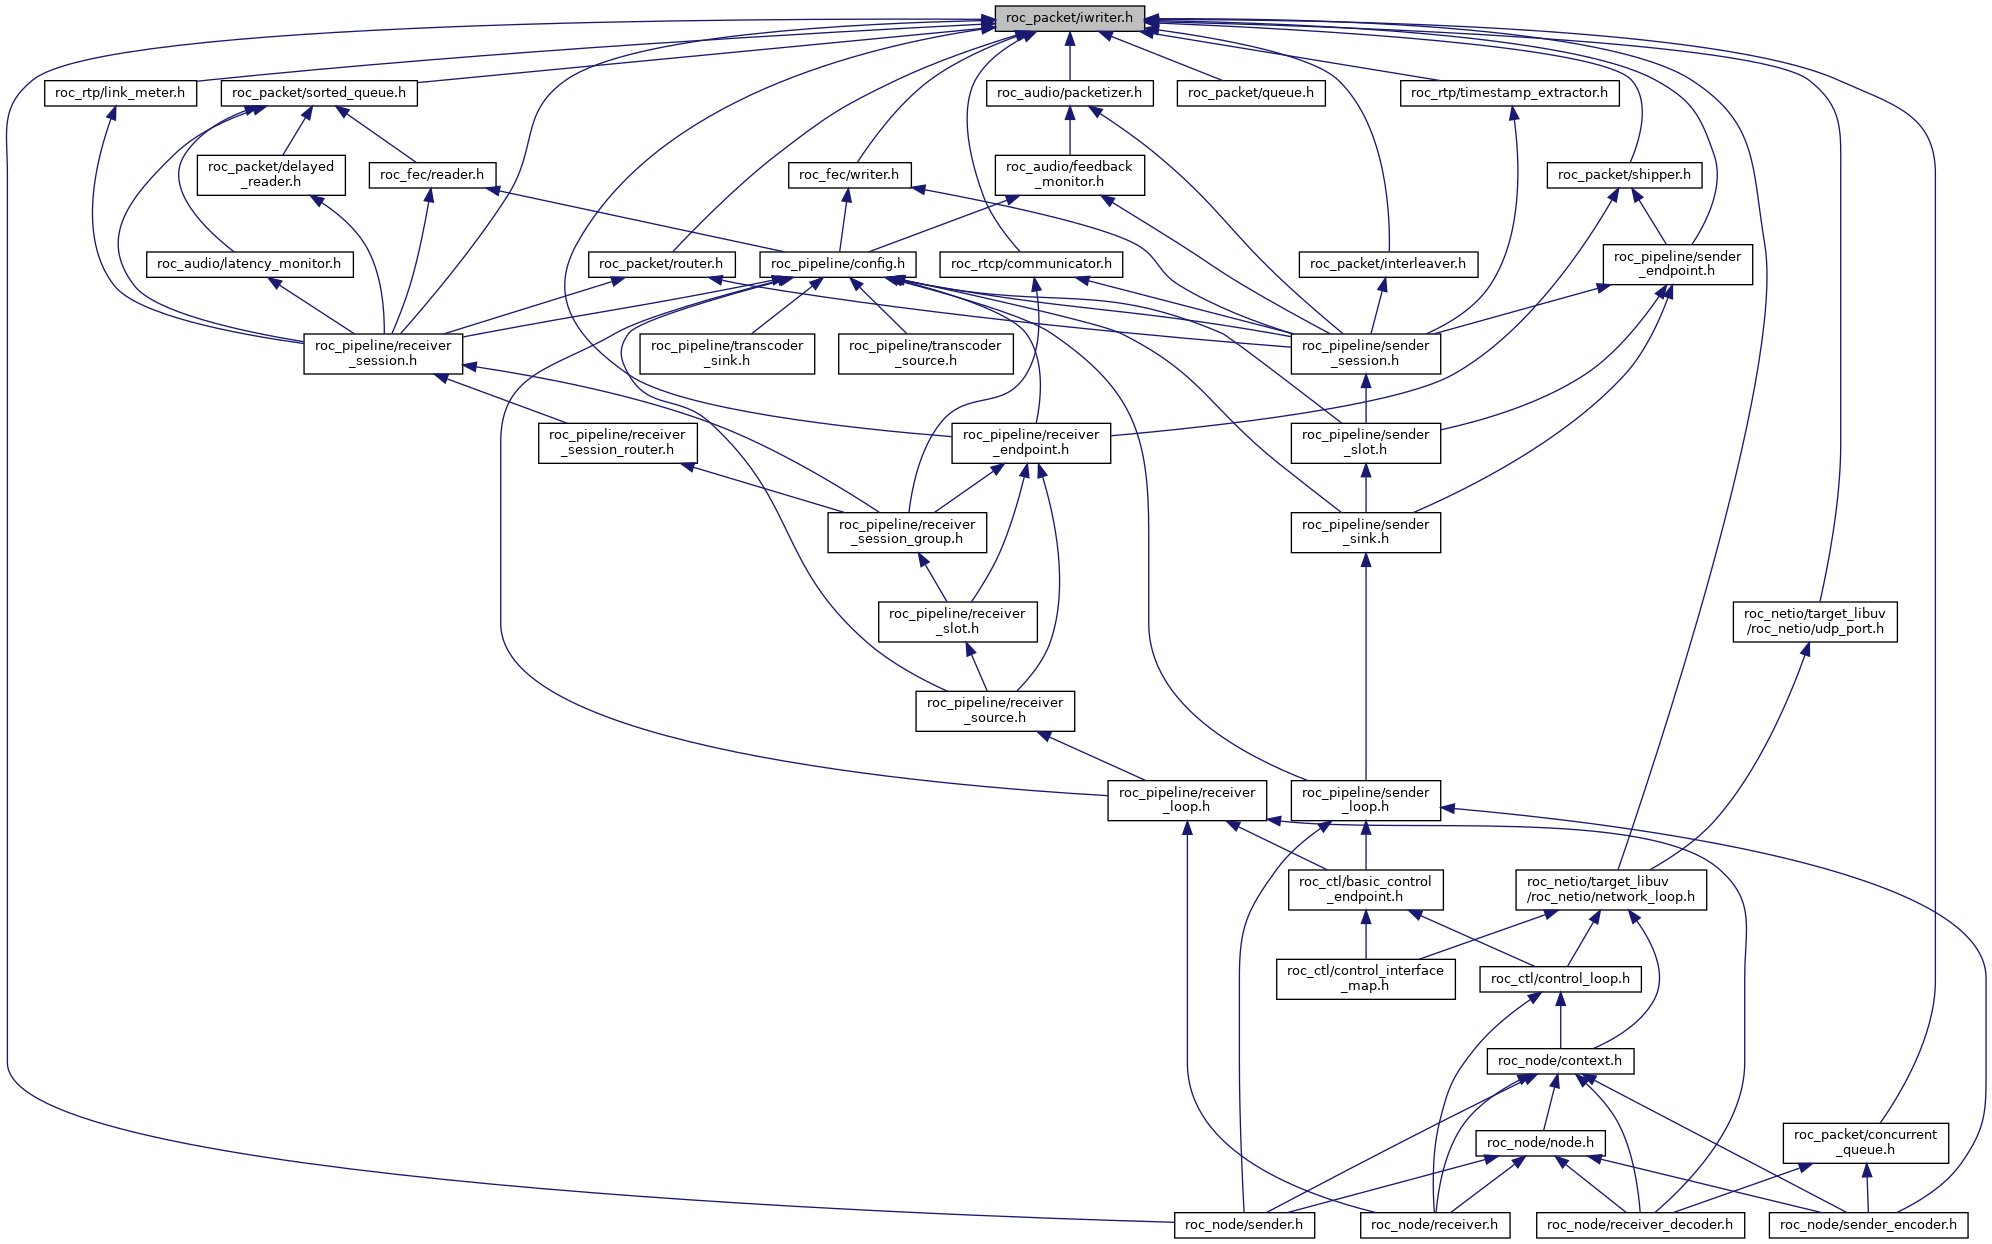 roc_packet/iwriter.h
roc_rtp/link_meter.h
roc_packet/sorted_queue.h
roc_audio/packetizer.h
roc_packet/queue.h
roc_rtp/timestamp_extractor.h
roc_packet/delayed
_reader.h
roc_fec/reader.h
roc_fec/writer.h
roc_audio/feedback
_monitor.h
roc_packet/shipper.h
roc_audio/latency_monitor.h
roc_packet/router.h
roc_pipeline/config.h
roc_rtcp/communicator.h
roc_packet/interleaver.h
roc_pipeline/sender
_endpoint.h
roc_pipeline/receiver
_session.h
roc_pipeline/transcoder
_sink.h
roc_pipeline/transcoder
_source.h
roc_pipeline/sender
_session.h
roc_pipeline/receiver
_session_router.h
roc_pipeline/receiver
_endpoint.h
roc_pipeline/sender
_slot.h
roc_pipeline/receiver
_session_group.h
roc_pipeline/sender
_sink.h
roc_pipeline/receiver
_slot.h
roc_netio/target_libuv
/roc_netio/udp_port.h
roc_pipeline/receiver
_source.h
roc_pipeline/receiver
_loop.h
roc_pipeline/sender
_loop.h
roc_ctl/basic_control
_endpoint.h
roc_netio/target_libuv
/roc_netio/network_loop.h
roc_ctl/control_interface
_map.h
roc_ctl/control_loop.h
roc_node/context.h
roc_node/node.h
roc_packet/concurrent
_queue.h
roc_node/sender.h
roc_node/receiver.h
roc_node/receiver_decoder.h
roc_node/sender_encoder.h